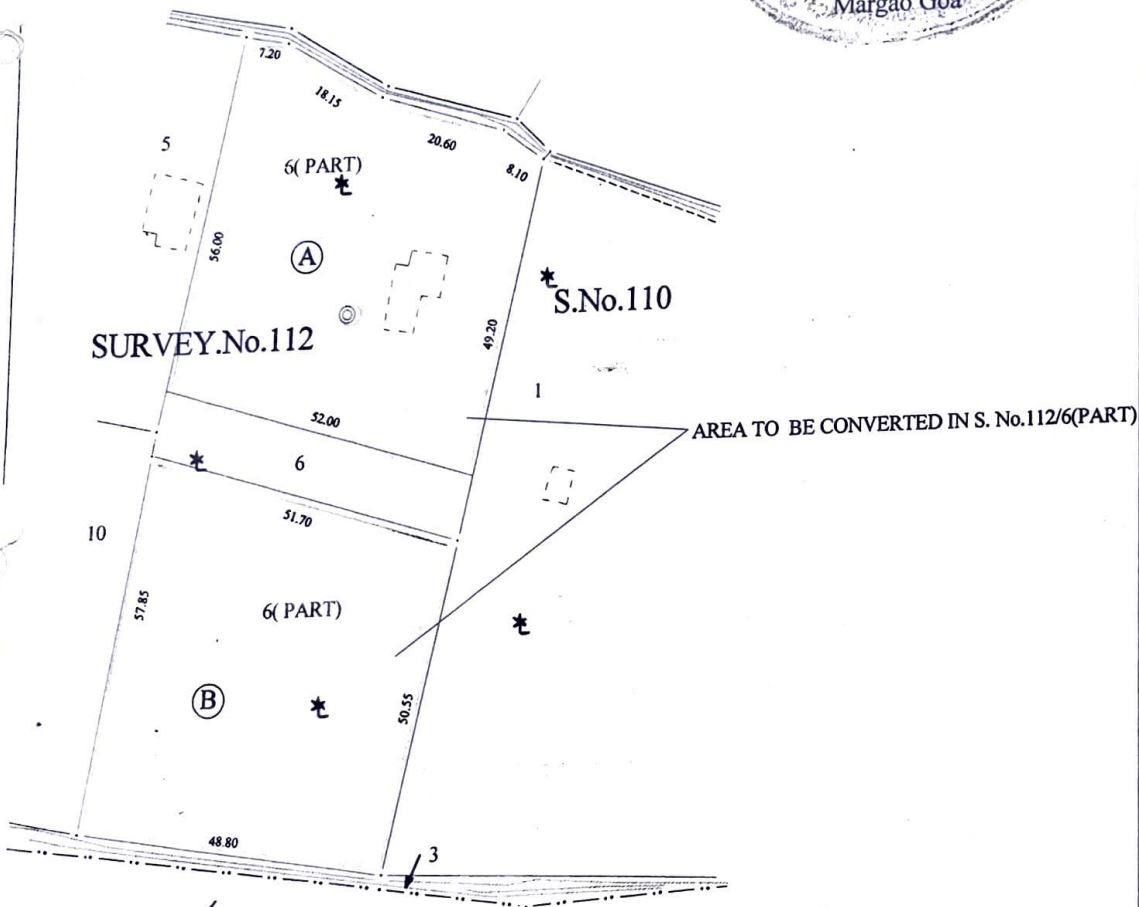 Margao Goa
7.20
18.15
20.60
8.10
5
6( PART)
56.00
A
S.No.110
SURVEY.No.112
49.20
1
52.00
AREA TO BE CONVERTED IN S. No.112/6(PART)
6
51.70
10
57.85
6( PART)
B
50.55
48.80
3